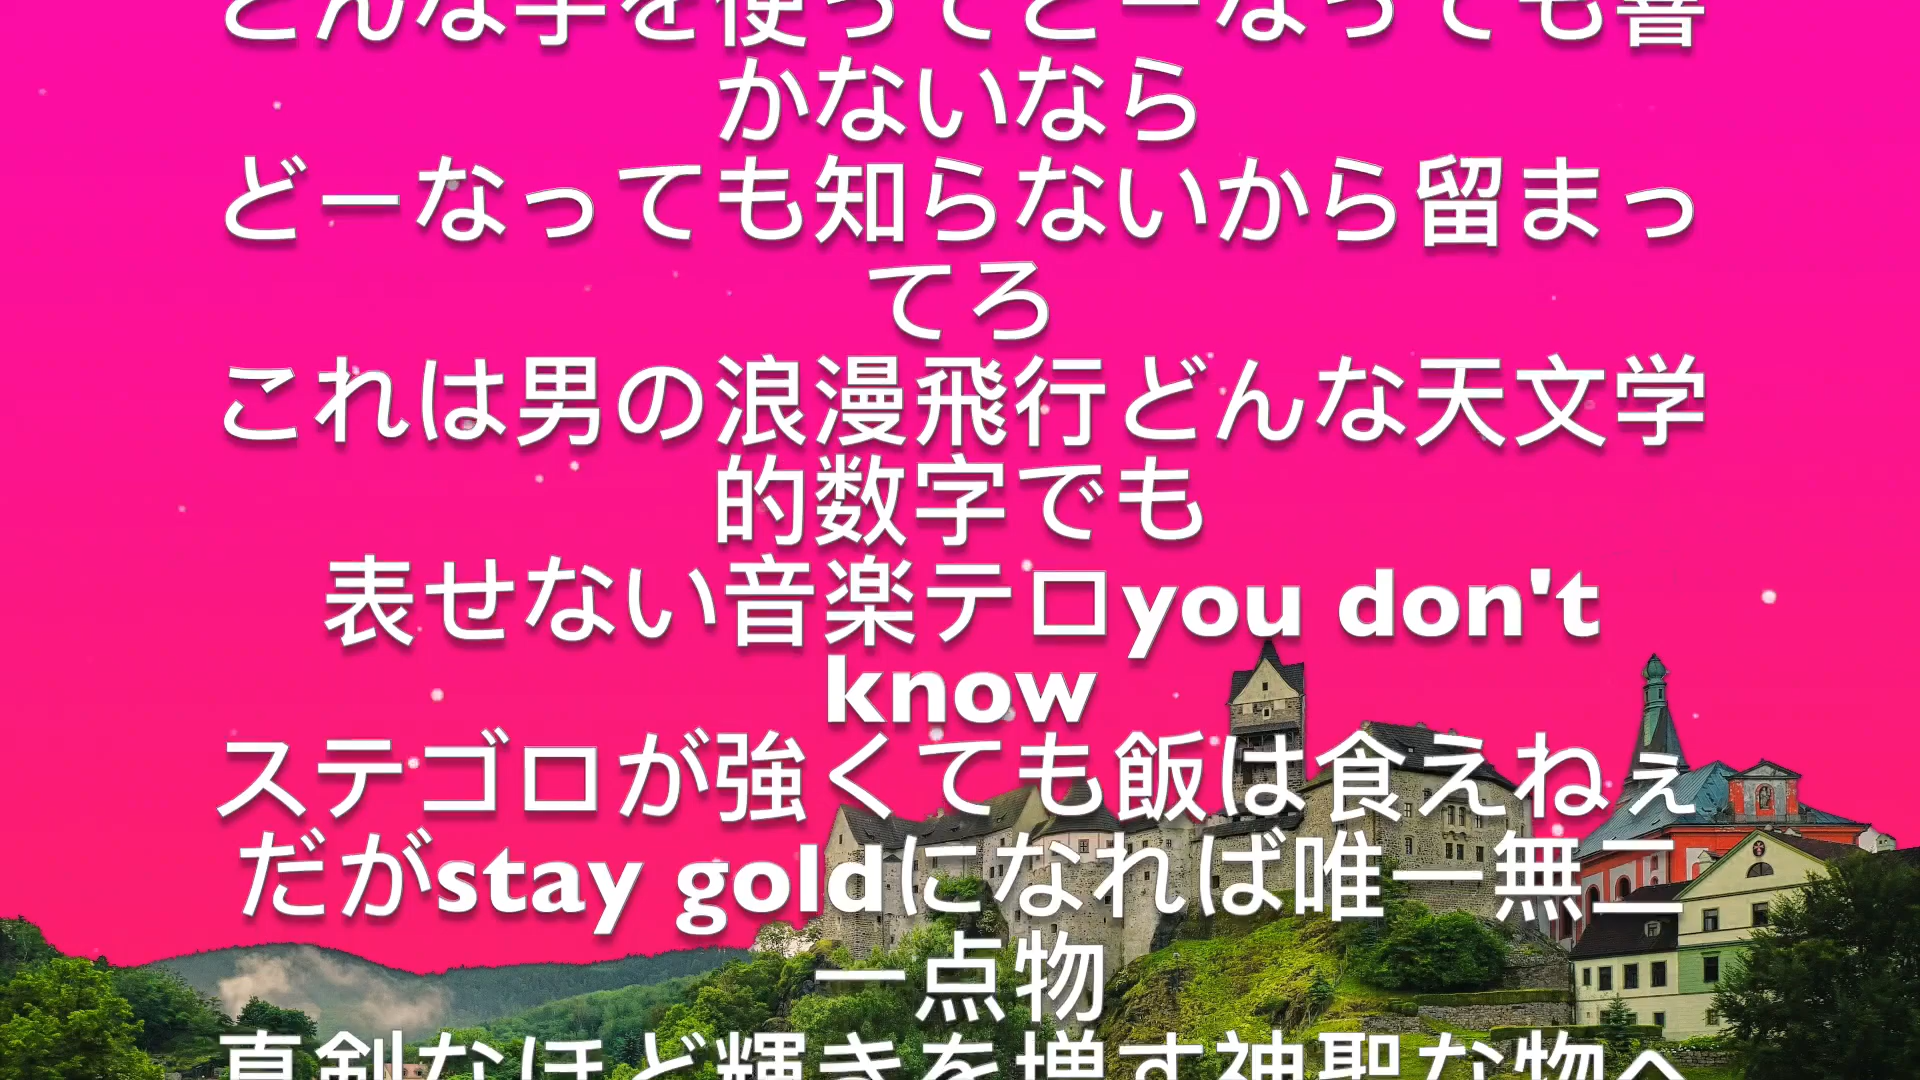 どんな手を使ってどーなっても響
かないなら
どーなっても知らないから留まっ
てろ
これは男の浪漫飛行どんな天文学
的数字でも
表せない音楽テロyou don't
know
ステゴロが強くても飯は食えねぇ
だがstay goldになれば唯一無二
一点物
真剣なほど輝きを増す神聖な物へ